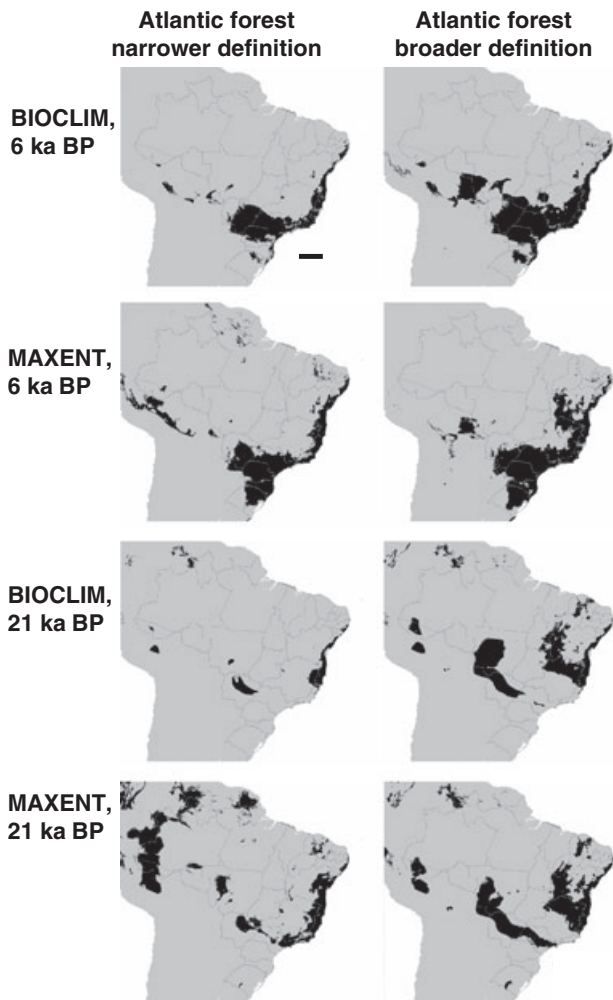 Atlantic forest
narrower definition
Atlantic forest
broader definition
BIOCLIM,
6 ka BP
MAXENT,
6 ka BP
BIOCLIM,
21 ka BP
MAXENT,
21 ka BP